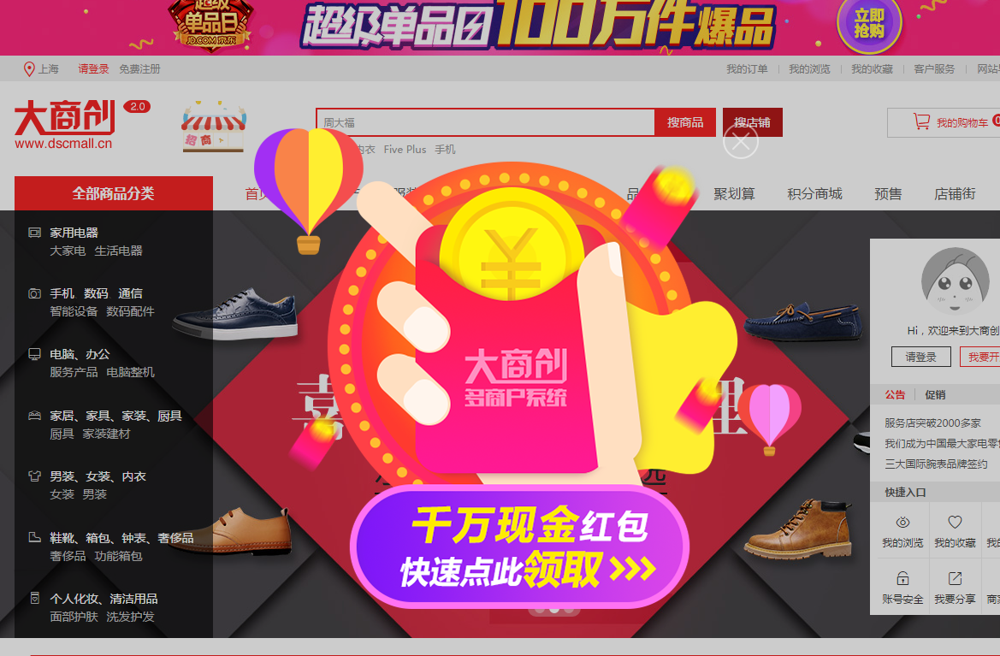 超级
单品日
JD.COM 京东
超级单品日100万件爆品
立即
抢购
上海 请登录 免费注册
我的订单 我的浏览 我的收藏 客户服务
大商创 2.0
www.dscmall.cn
招商
周大福
搜商品
搜店铺
我的购物车 0
内衣 Five Plus 手机
全部商品分类
聚划算 积分商城 预售 店铺街
家用电器
大家电 生活电器
手机 数码 通信
智能设备 数码配件
电脑、办公
服务产品 电脑整机
家居、家具、家装、厨具
厨具 家装建材
男装、女装、内衣
女装 男装
鞋靴、箱包、钟表、奢侈品
奢侈品 功能箱包
个人化妆、清洁用品
面部护肤 洗发护发
大商创
多商户系统
千万现金红包
快速点此领取 >>>
Hi，欢迎来到大商创
请登录 我要开
公告 促销
服务店突破2000多家
我们成为中国最大家电零售
三大国际腕表品牌签约
快捷入口
我的浏览 我的收藏
账号安全 我要分享